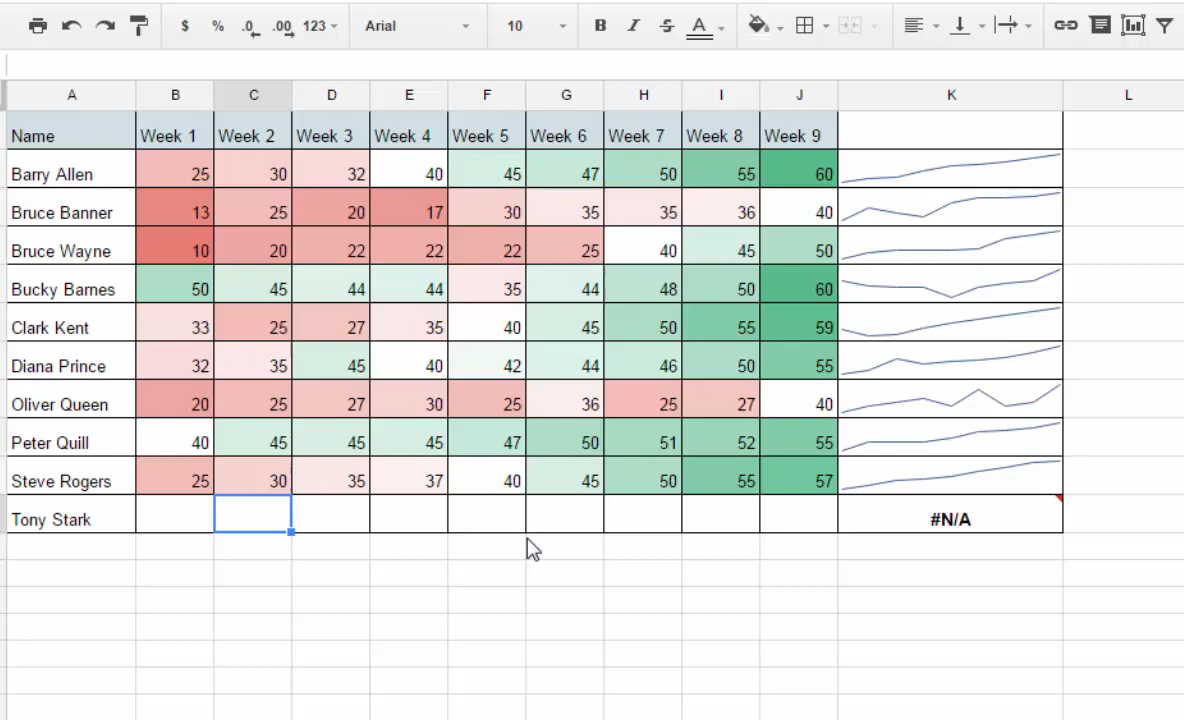 $ % .0 .00 123 Arial 10 B I S A
A B C D E F G H I J K L
Name Week 1 Week 2 Week 3 Week 4 Week 5 Week 6 Week 7 Week 8 Week 9
Barry Allen 25 30 32 40 45 47 50 55 60
Bruce Banner 13 25 20 17 30 35 35 36 40
Bruce Wayne 10 20 22 22 22 25 40 45 50
Bucky Barnes 50 45 44 44 35 44 48 50 60
Clark Kent 33 25 27 35 40 45 50 55 59
Diana Prince 32 35 45 40 42 44 46 50 55
Oliver Queen 20 25 27 30 25 36 25 27 40
Peter Quill 40 45 45 45 47 50 51 52 55
Steve Rogers 25 30 35 37 40 45 50 55 57
Tony Stark #N/A